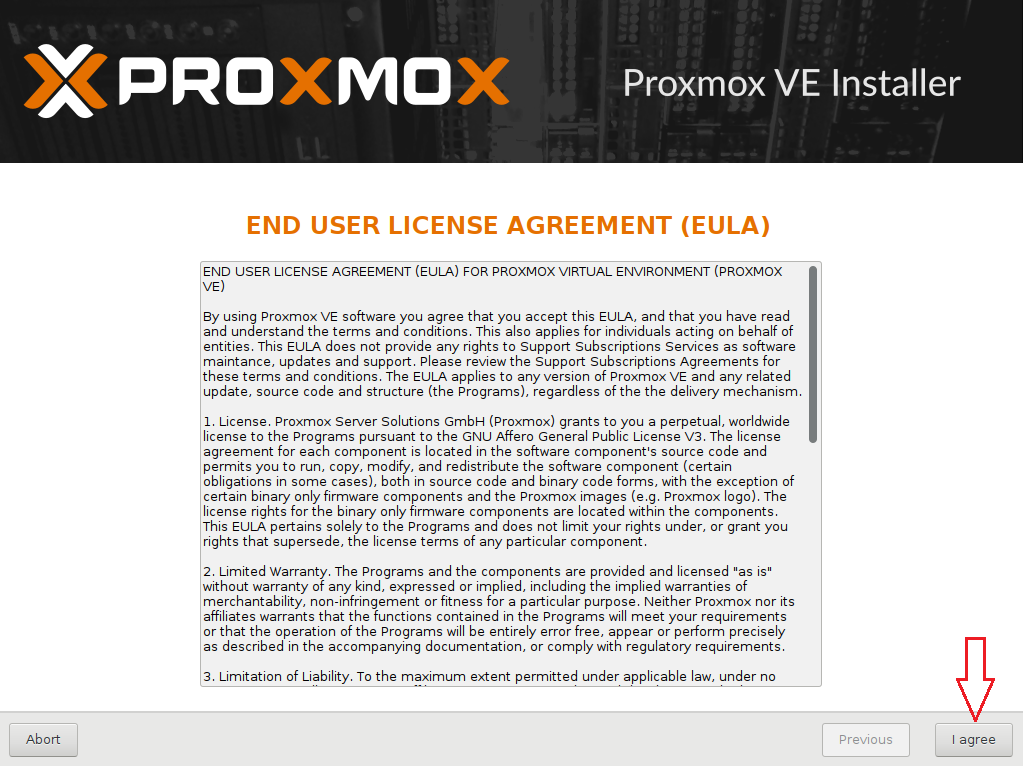 PROXMOX
Proxmox VE Installer
END USER LICENSE AGREEMENT (EULA)
END USER LICENSE AGREEMENT (EULA) FOR PROXMOX VIRTUAL ENVIRONMENT (PROXMOX
VE)
By using Proxmox VE software you agree that you accept this EULA, and that you have read
and understand the terms and conditions. This also applies for individuals acting on behalf of
entities. This EULA does not provide any rights to Support Subscriptions Services as software
maintance, updates and support. Please review the Support Subscriptions Agreements for
these terms and conditions. The EULA applies to any version of Proxmox VE and any related
update, source code and structure (the Programs), regardless of the the delivery mechanism.
1. License. Proxmox Server Solutions GmbH (Proxmox) grants to you a perpetual, worldwide
license to the Programs pursuant to the GNU Affero General Public License V3. The license
agreement for each component is located in the software component's source code and
permits you to run, copy, modify, and redistribute the software component (certain
obligations in some cases), both in source code and binary code forms, with the exception of
certain binary only firmware components and the Proxmox images (e.g. Proxmox logo). The
license rights for the binary only firmware components are located within the components.
This EULA pertains solely to the Programs and does not limit your rights under, or grant you
rights that supersede, the license terms of any particular component.
2. Limited Warranty. The Programs and the components are provided and licensed "as is"
without warranty of any kind, expressed or implied, including the implied warranties of
merchantability, non-infringement or fitness for a particular purpose. Neither Proxmox nor its
affiliates warrants that the functions contained in the Programs will meet your requirements
or that the operation of the Programs will be entirely error free, appear or perform precisely
as described in the accompanying documentation, or comply with regulatory requirements.
3. Limitation of Liability. To the maximum extent permitted under applicable law, under no
Abort
Previous
I agree